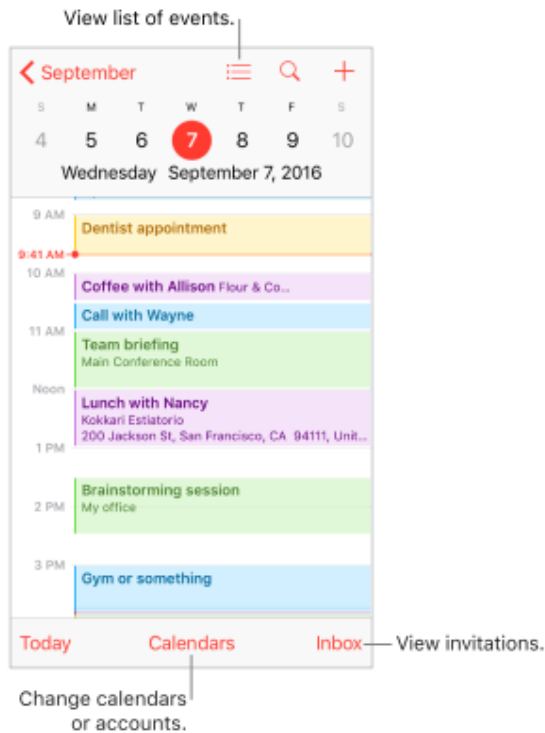 View list of events.
September
S M T W T F S
4 5 6 7 8 9 10
Wednesday September 7, 2016
9 AM
Dentist appointment
9:41 AM
10 AM
Coffee with Allison Flour & Co...
Call with Wayne
11 AM
Team briefing
Main Conference Room
Noon
Lunch with Nancy
Kokkari Estiatorio
200 Jackson St, San Francisco, CA 94111, Unit...
1 PM
Brainstorming session
2 PM My office
3 PM
Gym or something
Today Calendars Inbox View invitations.
Change calendars
or accounts.